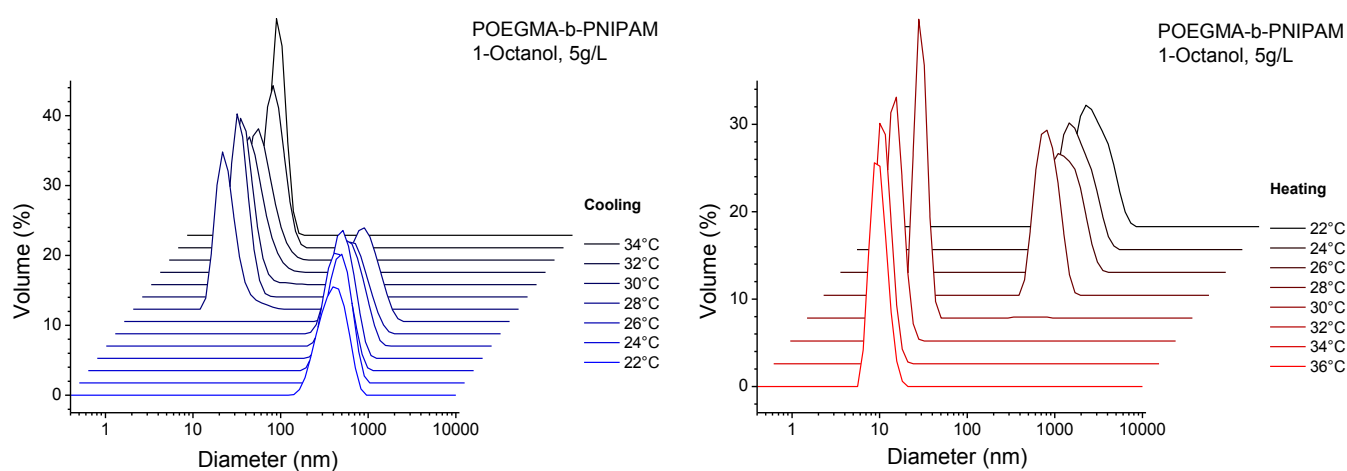 POEGMA-b-PNIPAM
1-Octanol, 5g/L
Volume (%)
40
30
20
10
0
1
10
100
1000
10000
Diameter (nm)
Cooling
34°C
32°C
30°C
28°C
26°C
24°C
22°C
POEGMA-b-PNIPAM
1-Octanol, 5g/L
Volume (%)
30
20
10
0
1
10
100
1000
10000
Diameter (nm)
Heating
22°C
24°C
26°C
28°C
30°C
32°C
34°C
36°C